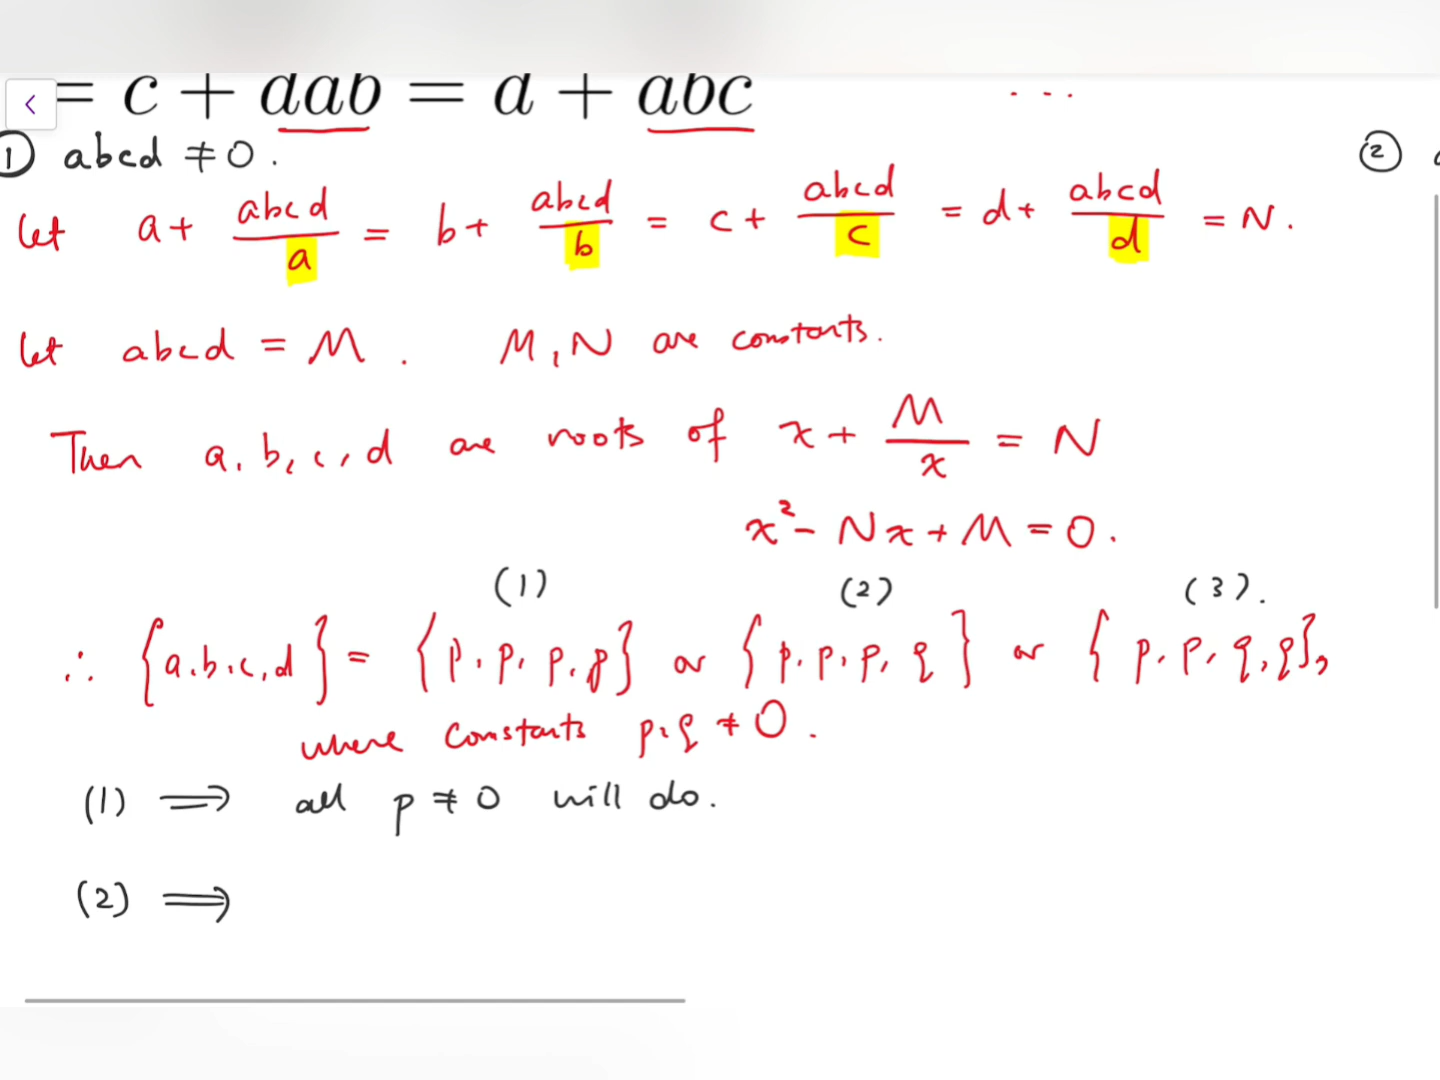 = c + dab = d + abc
. . .
① abcd ≠ 0 .
②
Let a + abcd/a = b + abcd/b = c + abcd/c = d + abcd/d = N .
Let abcd = M . M, N are constants.
Then a, b, c, d are roots of x + M/x = N
x² - Nx + M = 0 .
(1) (2) (3).
∴ {a, b, c, d} = {p, p, p, p} or {p, p, p, q} or {p, p, q, q},
where constants p, q ≠ 0 .
(1) ⟹ all p ≠ 0 will do .
(2) ⟹